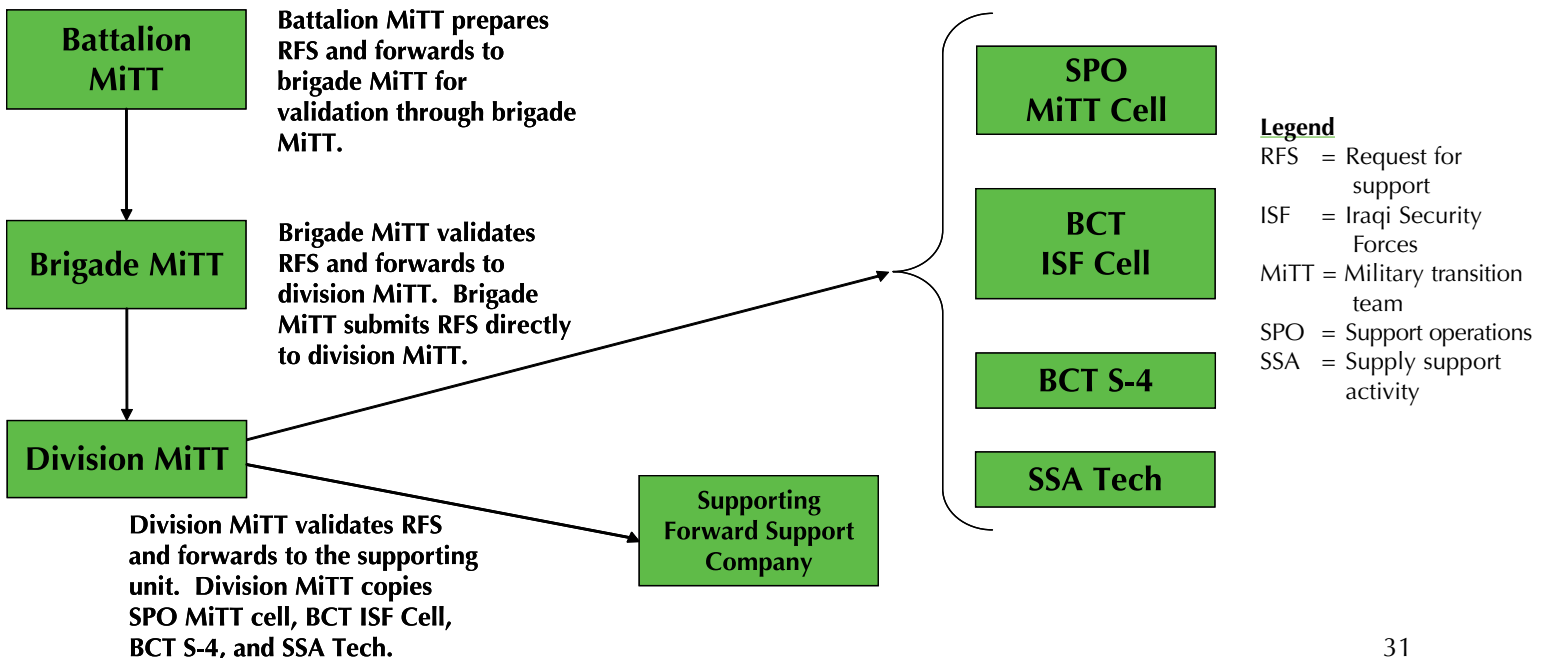 Battalion
MiTT
Battalion MiTT prepares
RFS and forwards to
brigade MiTT for
validation through brigade
MiTT.
Brigade MiTT
Brigade MiTT validates
RFS and forwards to
division MiTT.  Brigade
MiTT submits RFS directly
to division MiTT.
Division MiTT
Division MiTT validates RFS
and forwards to the supporting
unit.  Division MiTT copies
SPO MiTT cell, BCT ISF Cell,
BCT S-4, and SSA Tech.
Supporting
Forward Support
Company
SPO
MiTT Cell
BCT
ISF Cell
BCT S-4
SSA Tech
Legend
RFS = Request for
support
ISF = Iraqi Security
Forces
MiTT = Military transition
team
SPO = Support operations
SSA = Supply support
activity
31